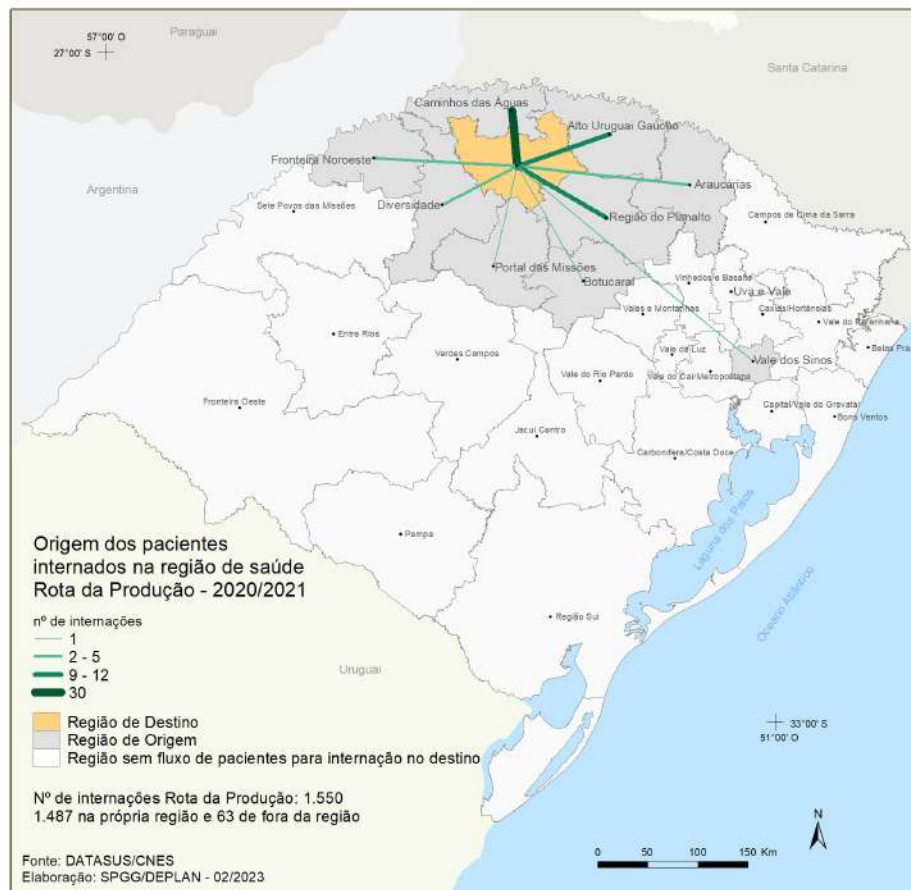 57°00' O
27°00' S
Paraguai
Santa Catarina
Caminhos das Águas
Alto Uruguai Gaúcho
Fronteira Noroeste
Araucárias
Argentina
Diversidade
Sete Povos das Missões
Região do Planalto
Campos de Cima da Serra
Portal das Missões
Botucaraí
Vinhedos e Basalto
Uva e Vale
Vales e Montanhas
Caxias/Hortênsias
Vale do Paranhana
Entre Rios
Verdes Campos
Vale da Luz
Vale dos Sinos
Belas Pra
Vale do Rio Pardo
Vale do Caí/Metropolitana
Fronteira Oeste
Capital/Vale do Gravataí
Bons Ventos
Jacuí Centro
Carbonífera/Costa Doce
Laguna dos Patos
Pampa
Oceano Atlântico
Região Sul
Uruguai
33°00' S
51°00' O
Origem dos pacientes
internados na região de saúde
Rota da Produção - 2020/2021
nº de internações
1
2 - 5
9 - 12
30
Região de Destino
Região de Origem
Região sem fluxo de pacientes para internação no destino
Nº de internações Rota da Produção: 1.550
1.487 na própria região e 63 de fora da região
Fonte: DATASUS/CNES
Elaboração: SPGG/DEPLAN - 02/2023
N
0 50 100 150 Km